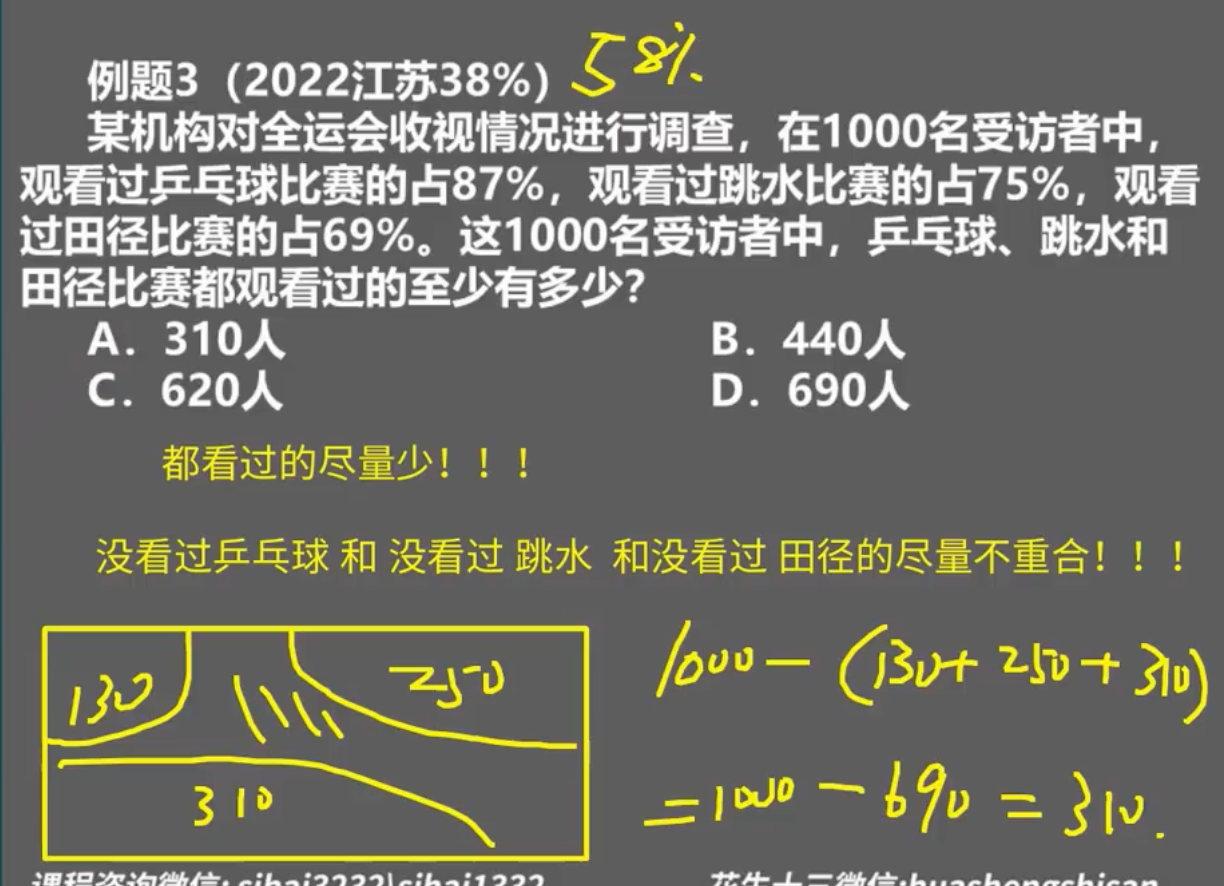 例题3（2022江苏38%） 58%
某机构对全运会收视情况进行调查，在1000名受访者中，
观看过乒乓球比赛的占87%，观看过跳水比赛的占75%，观看
过田径比赛的占69%。这1000名受访者中，乒乓球、跳水和
田径比赛都观看过的至少有多少？
A．310人 B．440人
C．620人 D．690人
都看过的尽量少！！！
没看过乒乓球 和 没看过 跳水 和没看过 田径的尽量不重合！！！
130 250
310
1000－(130+250+310)
=1000－690=310.
课程咨询微信: sihai3232\sihai1332 花生十三微信:huashengshisan